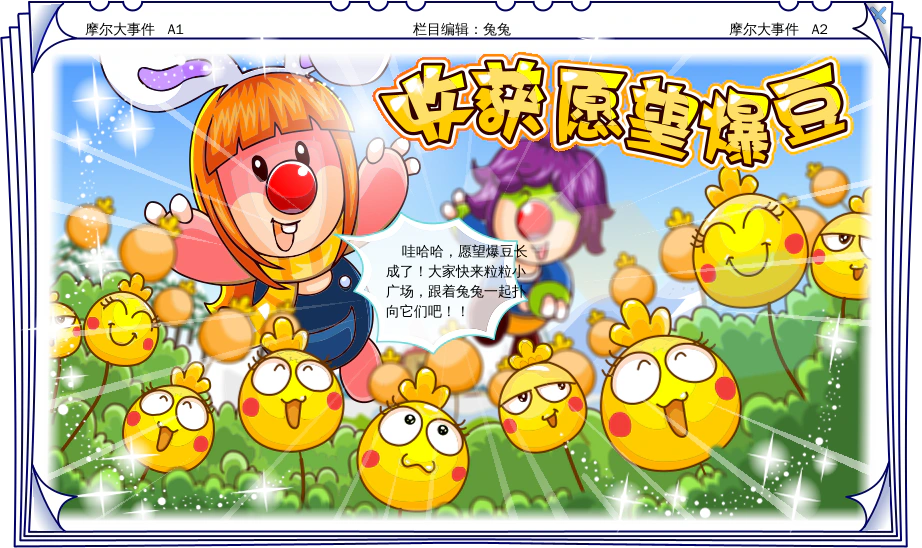 摩尔大事件 A1
栏目编辑：兔兔
摩尔大事件 A2
收获愿望爆豆
哇哈哈，愿望爆豆长
成了！大家快来粒粒小
广场，跟着兔兔一起扑
向它们吧！！